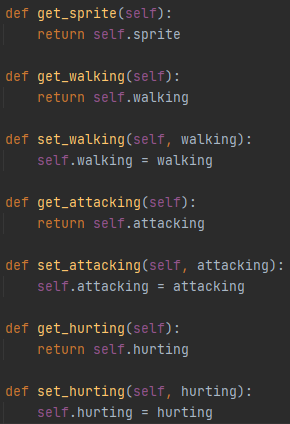 def get_sprite(self):
    return self.sprite

def get_walking(self):
    return self.walking

def set_walking(self, walking):
    self.walking = walking

def get_attacking(self):
    return self.attacking

def set_attacking(self, attacking):
    self.attacking = attacking

def get_hurting(self):
    return self.hurting

def set_hurting(self, hurting):
    self.hurting = hurting